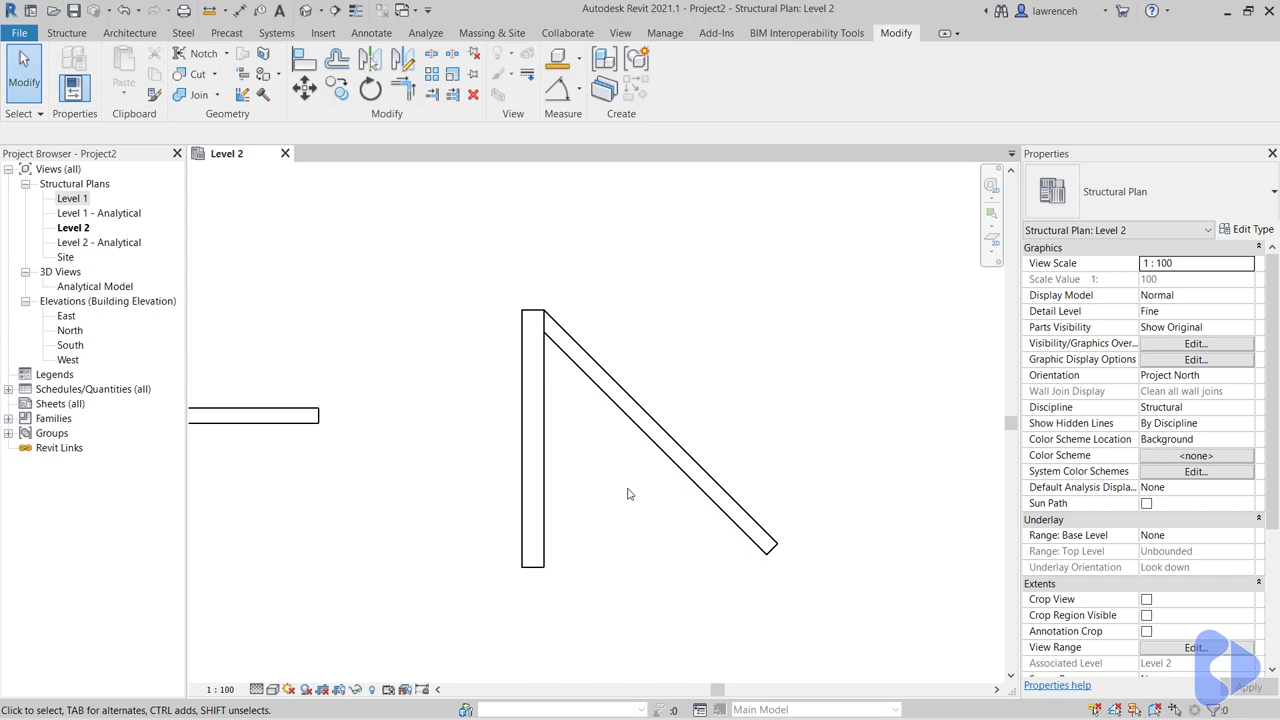 Autodesk Revit 2021.1 - Project2 - Structural Plan: Level 2
lawrenceh
File Structure Architecture Steel Precast Systems Insert Annotate Analyze Massing & Site Collaborate View Manage Add-Ins BIM Interoperability Tools Modify
Modify
Paste
Notch
Cut
Join
Select Properties Clipboard Geometry Modify View Measure Create
Project Browser - Project2
Views (all)
Structural Plans
Level 1
Level 1 - Analytical
Level 2
Level 2 - Analytical
Site
3D Views
Analytical Model
Elevations (Building Elevation)
East
North
South
West
Legends
Schedules/Quantities (all)
Sheets (all)
Families
Groups
Revit Links
Level 2
Properties
Structural Plan
Structural Plan: Level 2 Edit Type
Graphics
View Scale 1 : 100
Scale Value 1: 100
Display Model Normal
Detail Level Fine
Parts Visibility Show Original
Visibility/Graphics Over... Edit...
Graphic Display Options Edit...
Orientation Project North
Wall Join Display Clean all wall joins
Discipline Structural
Show Hidden Lines By Discipline
Color Scheme Location Background
Color Scheme <none>
System Color Schemes Edit...
Default Analysis Displa... None
Sun Path
Underlay
Range: Base Level None
Range: Top Level Unbounded
Underlay Orientation Look down
Extents
Crop View
Crop Region Visible
Annotation Crop
View Range Edit...
Associated Level Level 2
Properties help Apply
1 : 100
Click to select, TAB for alternates, CTRL adds, SHIFT unselects.
:0
Main Model
:0